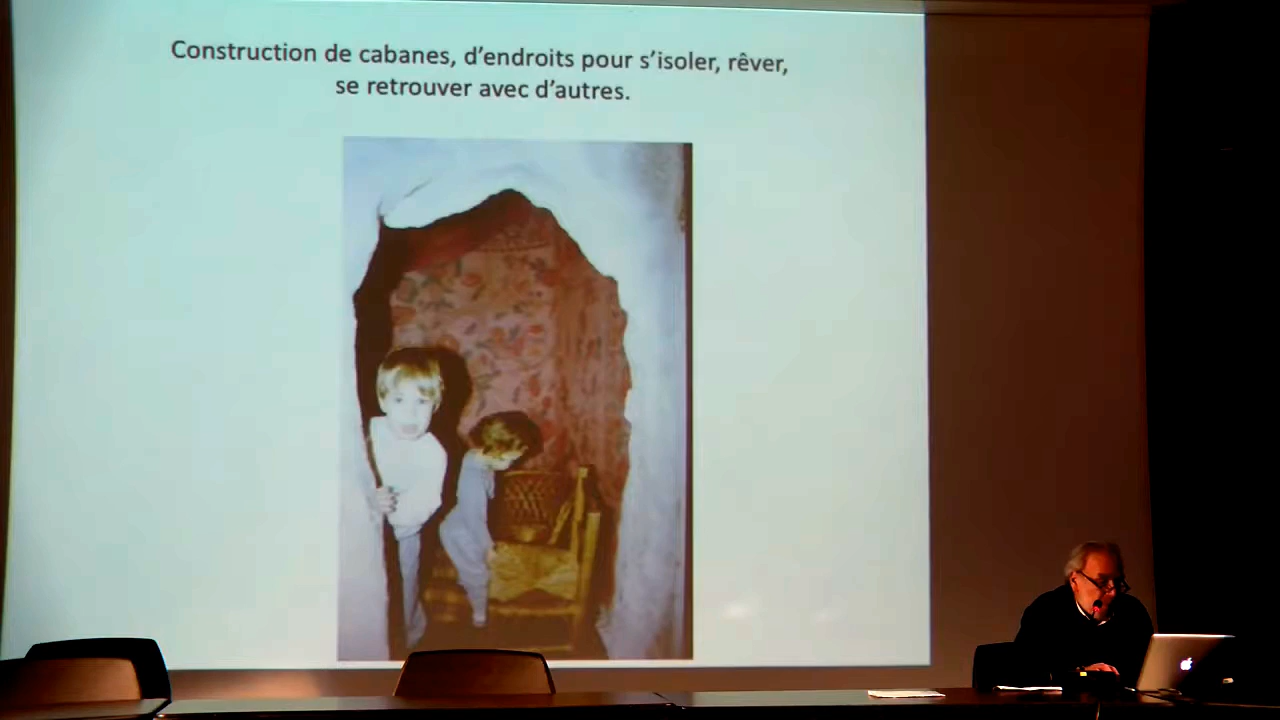 Construction de cabanes, d'endroits pour s'isoler, rêver,
se retrouver avec d'autres.